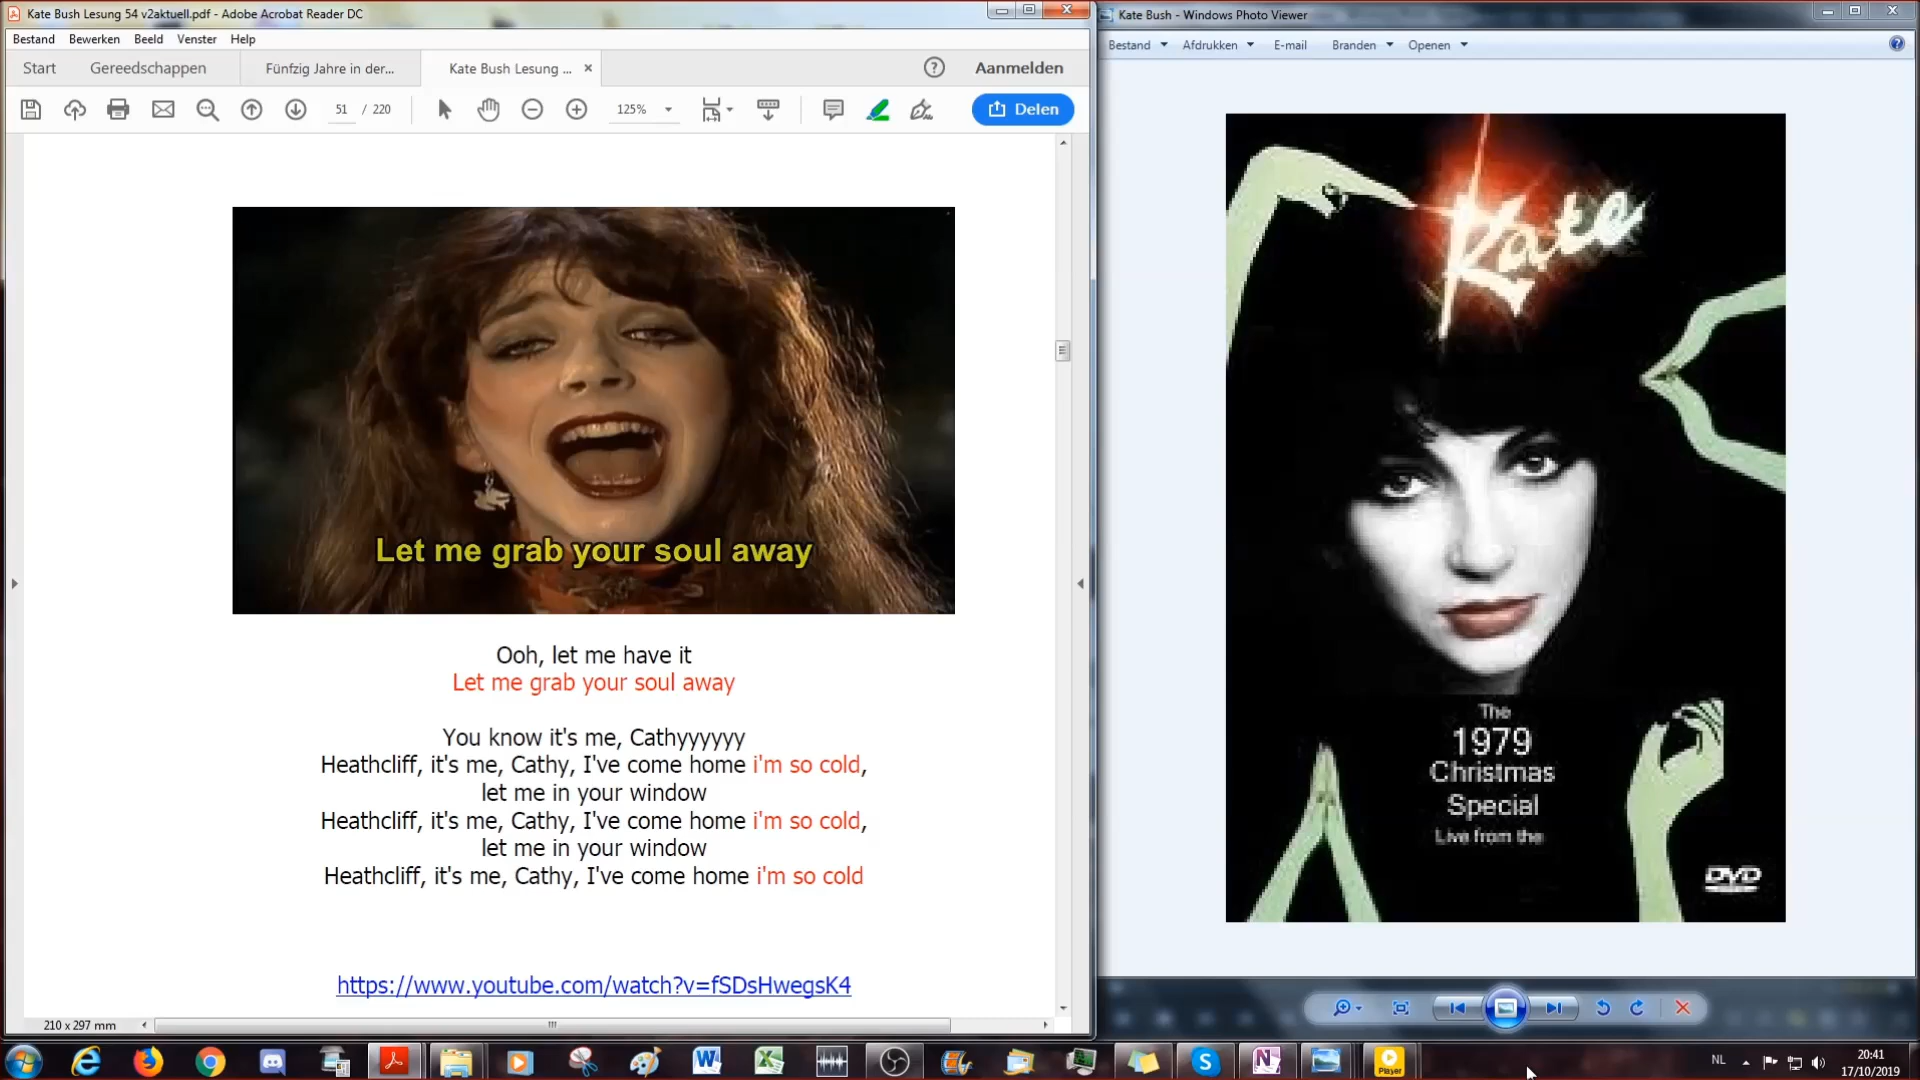 Kate Bush Lesung 54 v2aktuell.pdf - Adobe Acrobat Reader DC
Bestand Bewerken Beeld Venster Help
Start Gereedschappen Fünfzig Jahre in der... Kate Bush Lesung ... × Aanmelden
51 / 220 125% Delen
Let me grab your soul away
Ooh, let me have it
Let me grab your soul away
You know it's me, Cathyyyyyy
Heathcliff, it's me, Cathy, I've come home i'm so cold,
let me in your window
Heathcliff, it's me, Cathy, I've come home i'm so cold,
let me in your window
Heathcliff, it's me, Cathy, I've come home i'm so cold
https://www.youtube.com/watch?v=fSDsHwegsK4
210 x 297 mm
Kate Bush - Windows Photo Viewer
Bestand Afdrukken E-mail Branden Openen
Kate
The
1979
Christmas
Special
Live from the
DVD
Player
NL
20:41
17/10/2019